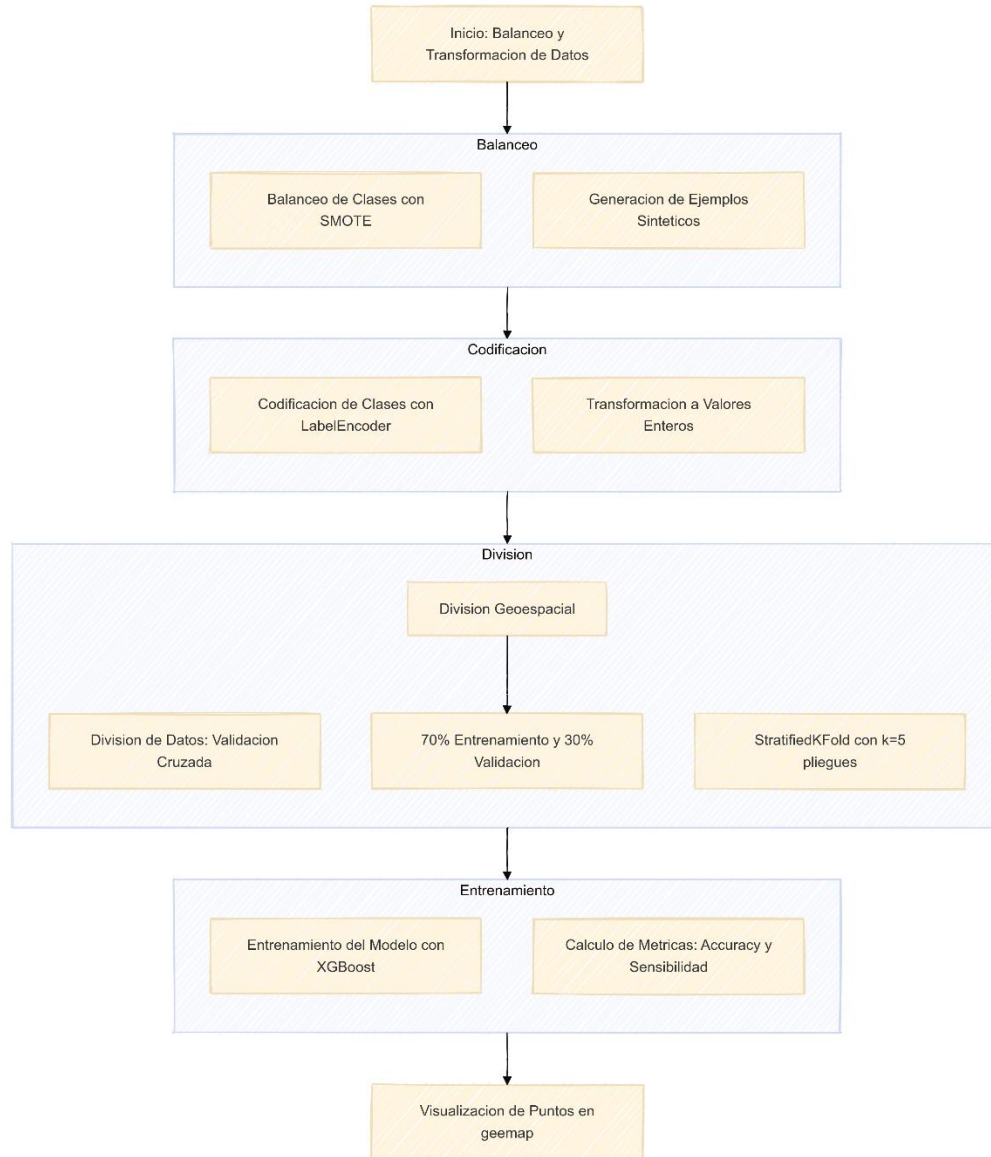 Inicio: Balanceo y
Transformacion de Datos
Balanceo
Balanceo de Clases con
SMOTE
Generacion de Ejemplos
Sinteticos
Codificacion
Codificacion de Clases con
LabelEncoder
Transformacion a Valores
Enteros
Division
Division Geoespacial
Division de Datos: Validacion
Cruzada
70% Entrenamiento y 30%
Validacion
StratifiedKFold con k=5
pliegues
Entrenamiento
Entrenamiento del Modelo con
XGBoost
Calculo de Metricas: Accuracy y
Sensibilidad
Visualizacion de Puntos en
geemap